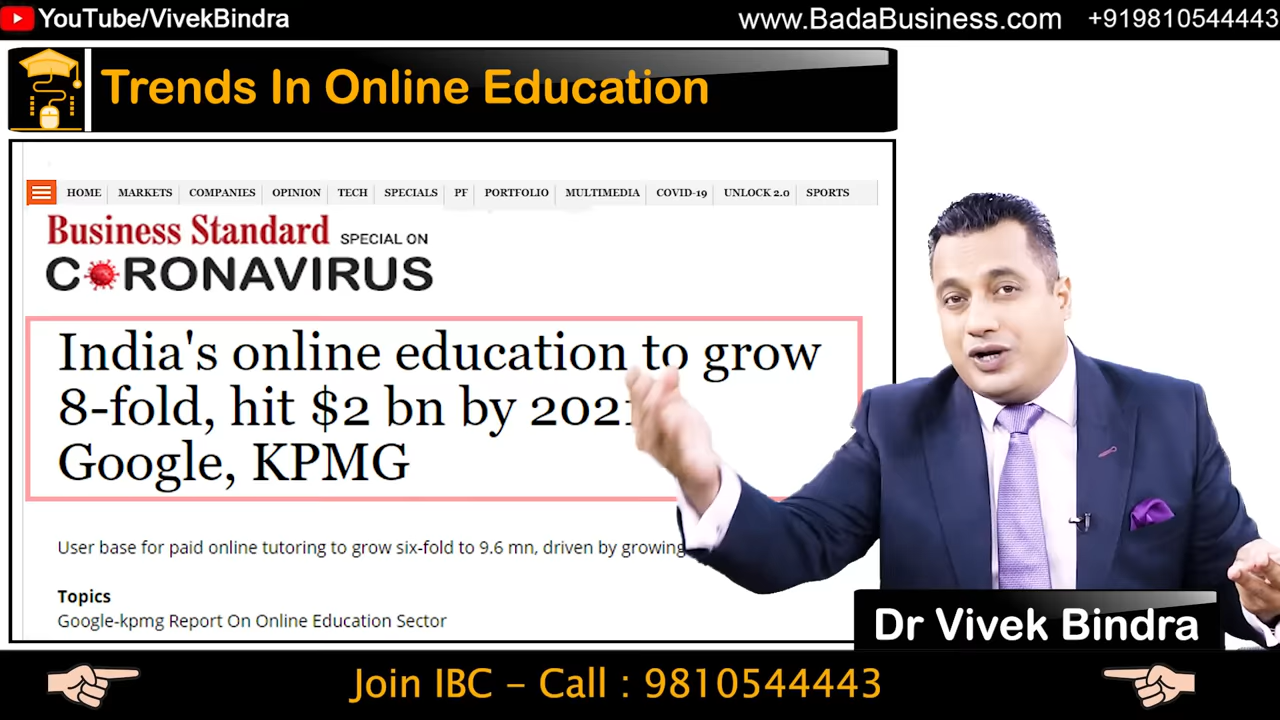 YouTube/VivekBindra
www.BadaBusiness.com +919810544443
Trends In Online Education
HOME MARKETS COMPANIES OPINION TECH SPECIALS PF PORTFOLIO MULTIMEDIA COVID-19 UNLOCK 2.0 SPORTS
Business Standard SPECIAL ON
CORONAVIRUS
India's online education to grow
8-fold, hit $2 bn by 2021
Google, KPMG
User base for paid online tutoring to grow six-fold to 9.6 mn, driven by growing
Topics
Google-kpmg Report On Online Education Sector
Dr Vivek Bindra
Join IBC – Call : 9810544443